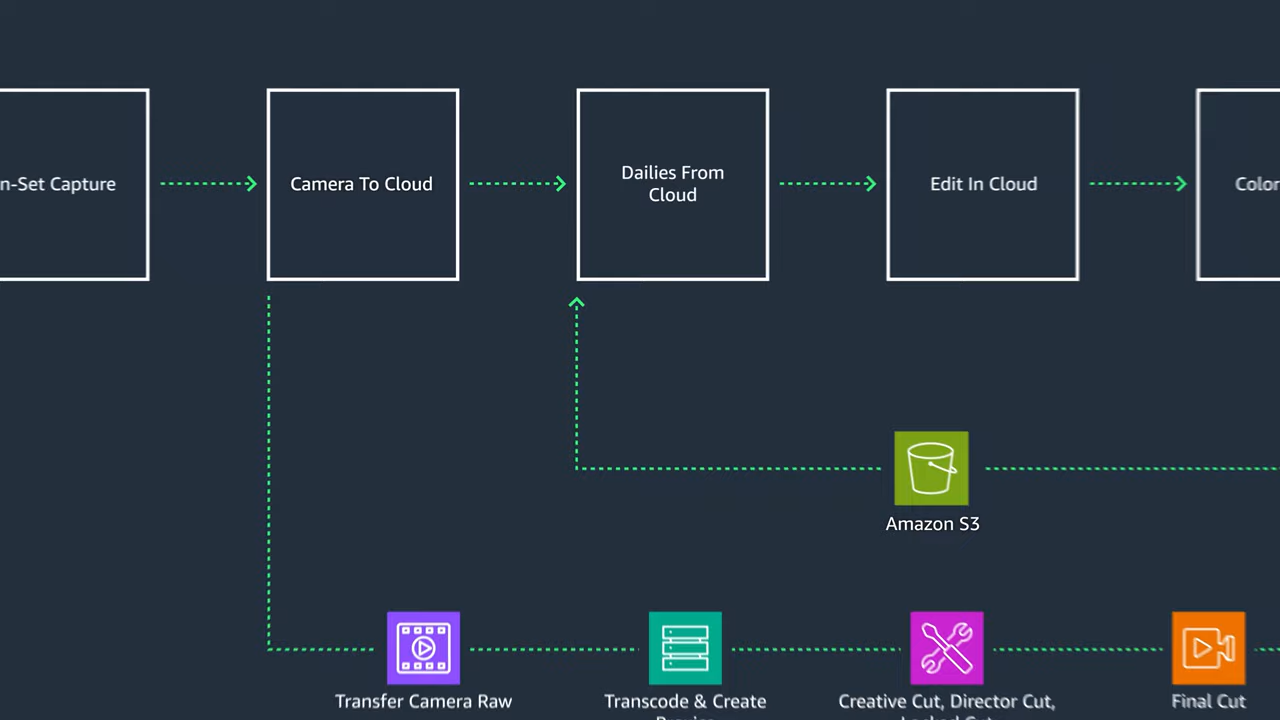 n-Set Capture
Camera To Cloud
Dailies From
Cloud
Edit In Cloud
Color
Amazon S3
Transfer Camera Raw
Transcode & Create
Creative Cut, Director Cut,
Final Cut